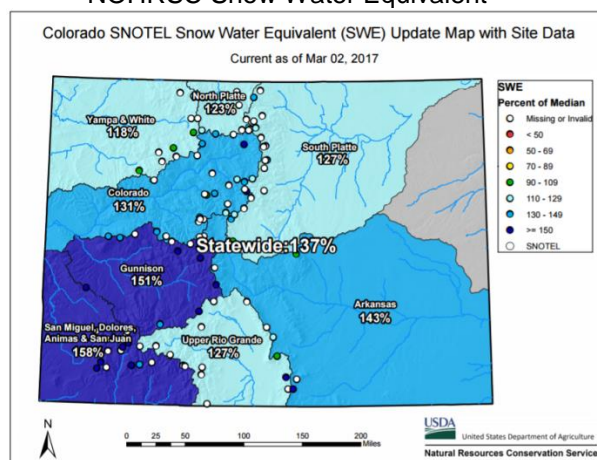 NOHRSC Snow Water Equivalent
Colorado SNOTEL Snow Water Equivalent (SWE) Update Map with Site Data
Current as of Mar 02, 2017
North Platte
123%
Yampa & White
118%
South Platte
127%
Colorado
131%
Statewide:137%
Gunnison
151%
Arkansas
143%
San Miguel, Dolores,
Animas & San Juan
158%
Upper Rio Grande
127%
SWE
Percent of Median
Missing or Invalid
< 50
50 - 69
70 - 89
90 - 109
110 - 129
130 - 149
>= 150
SNOTEL
N
0 25 50 100 150 200
Miles
USDA
United States Department of Agriculture
Natural Resources Conservation Service